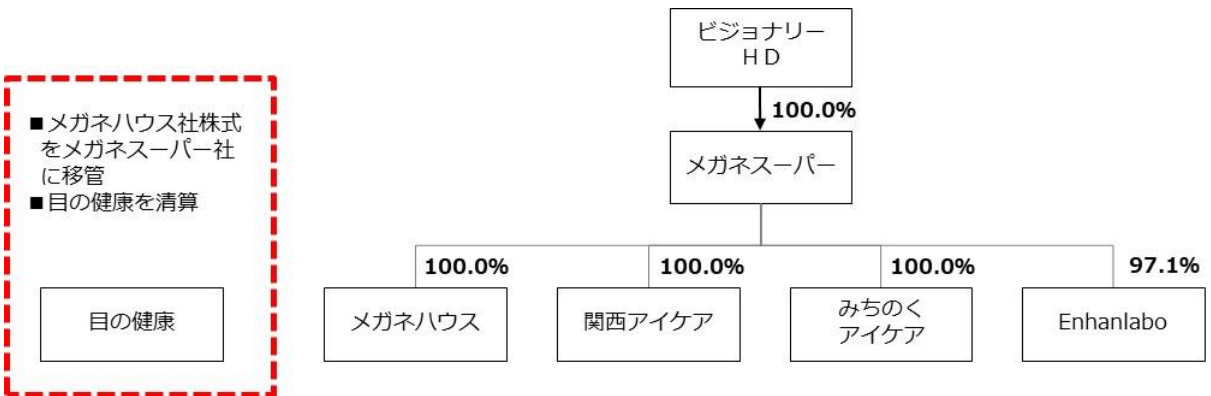 ビジョナリー
ＨＤ
100.0%
メガネスーパー
■メガネハウス社株式
をメガネスーパー社
に移管
■目の健康を清算
目の健康
100.0%
100.0%
100.0%
97.1%
メガネハウス
関西アイケア
みちのく
アイケア
Enhanlabo